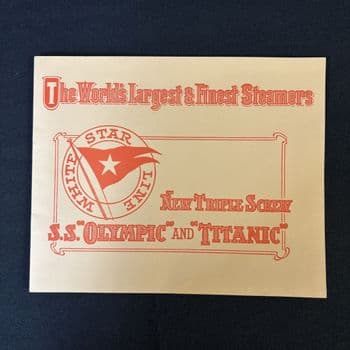 The World's Largest & Finest Steamers
WHITE STAR LINE
New Triple Screw
S.S. "OLYMPIC" AND "TITANIC"